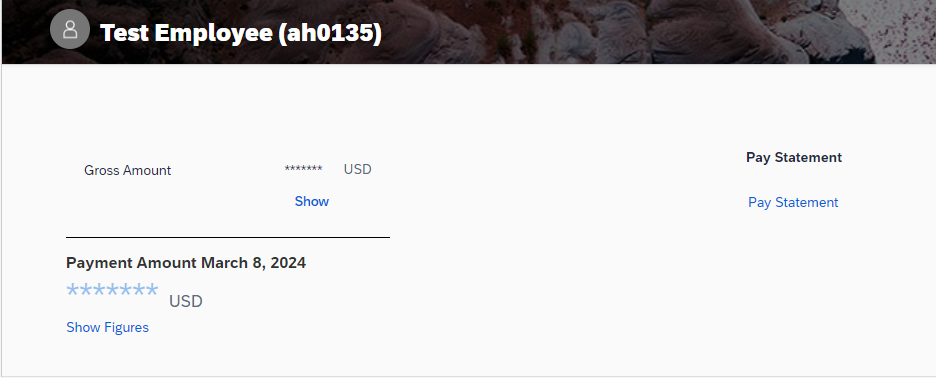 Test Employee (ah0135)
Gross Amount ******* USD
Show
Pay Statement
Pay Statement
Payment Amount March 8, 2024
******* USD
Show Figures